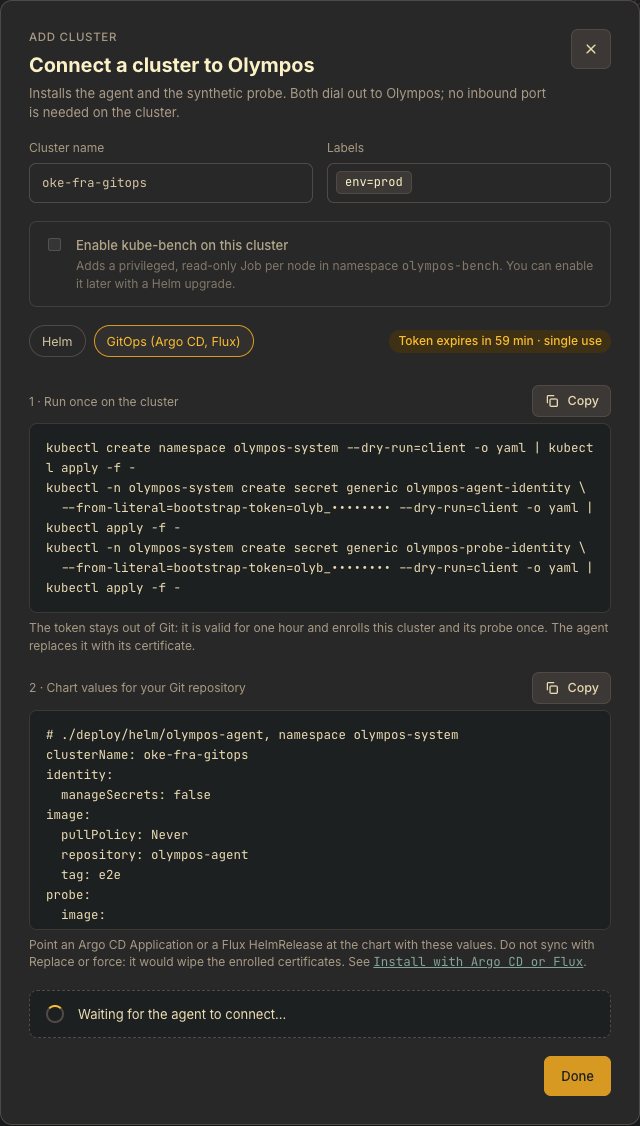 ADD CLUSTER
Connect a cluster to Olympos
Installs the agent and the synthetic probe. Both dial out to Olympos; no inbound port
is needed on the cluster.
Cluster name
Labels
oke-fra-gitops
env=prod
Enable kube-bench on this cluster
Adds a privileged, read-only Job per node in namespace olympos-bench. You can enable
it later with a Helm upgrade.
Helm
GitOps (Argo CD, Flux)
Token expires in 59 min · single use
1 · Run once on the cluster
Copy
kubectl create namespace olympos-system --dry-run=client -o yaml | kubect
l apply -f -
kubectl -n olympos-system create secret generic olympos-agent-identity \
  --from-literal=bootstrap-token=olyb_•••••••• --dry-run=client -o yaml |
kubectl apply -f -
kubectl -n olympos-system create secret generic olympos-probe-identity \
  --from-literal=bootstrap-token=olyb_•••••••• --dry-run=client -o yaml |
kubectl apply -f -
The token stays out of Git: it is valid for one hour and enrolls this cluster and its probe once. The agent
replaces it with its certificate.
2 · Chart values for your Git repository
Copy
# ./deploy/helm/olympos-agent, namespace olympos-system
clusterName: oke-fra-gitops
identity:
  manageSecrets: false
image:
  pullPolicy: Never
  repository: olympos-agent
  tag: e2e
probe:
  image:
Point an Argo CD Application or a Flux HelmRelease at the chart with these values. Do not sync with
Replace or force: it would wipe the enrolled certificates. See Install with Argo CD or Flux.
Waiting for the agent to connect…
Done